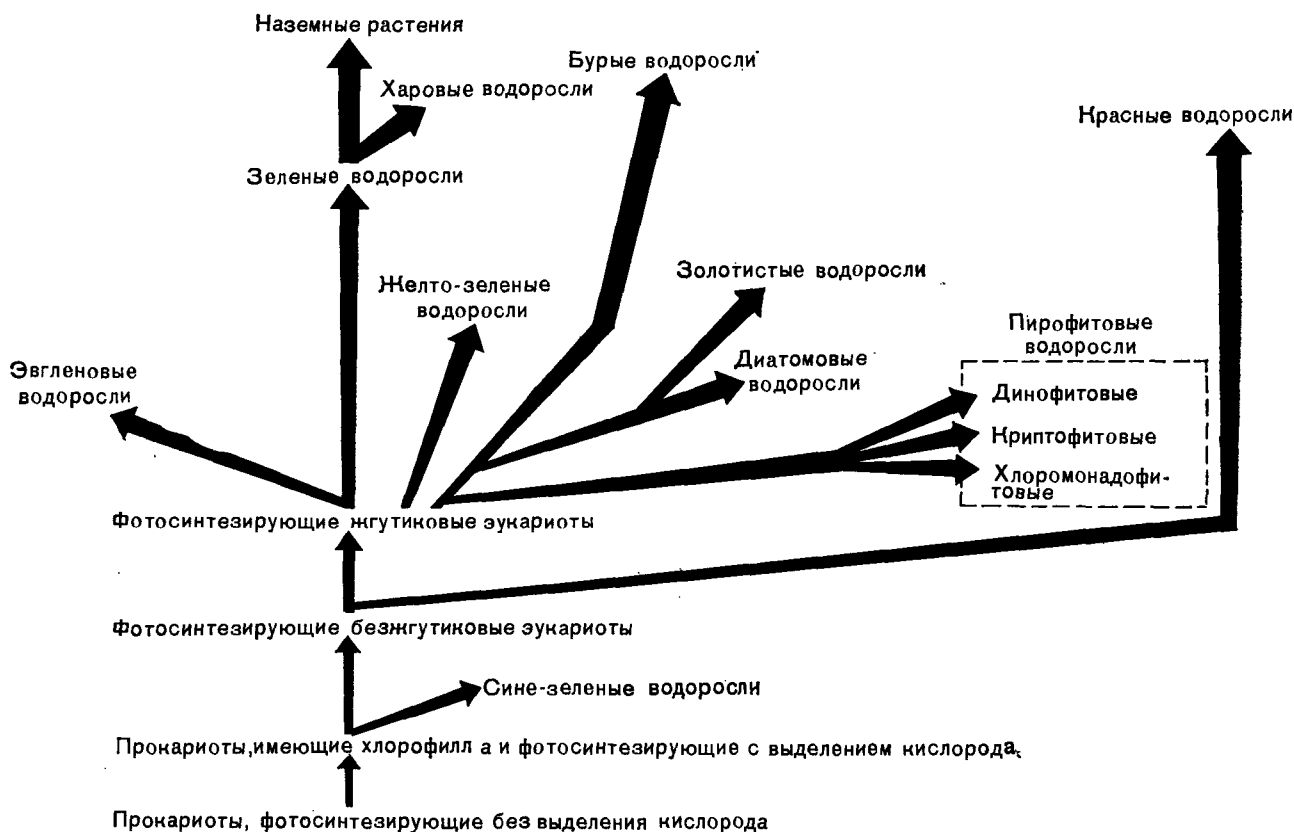 Наземные растения
Бурые водоросли
Харовые водоросли
Красные водоросли
Зеленые водоросли
Золотистые водоросли
Желто-зеленые
водоросли
Пирофитовые
водоросли
Диатомовые
водоросли
Эвгленовые
водоросли
Динофитовые
Криптофитовые
Хлоромонадофи-
товые
Фотосинтезирующие жгутиковые эукариоты
Фотосинтезирующие безжгутиковые эукариоты
Сине-зеленые водоросли
Прокариоты,имеющие хлорофилл а и фотосинтезирующие с выделением кислорода.
Прокариоты, фотосинтезирующие без выделения кислорода